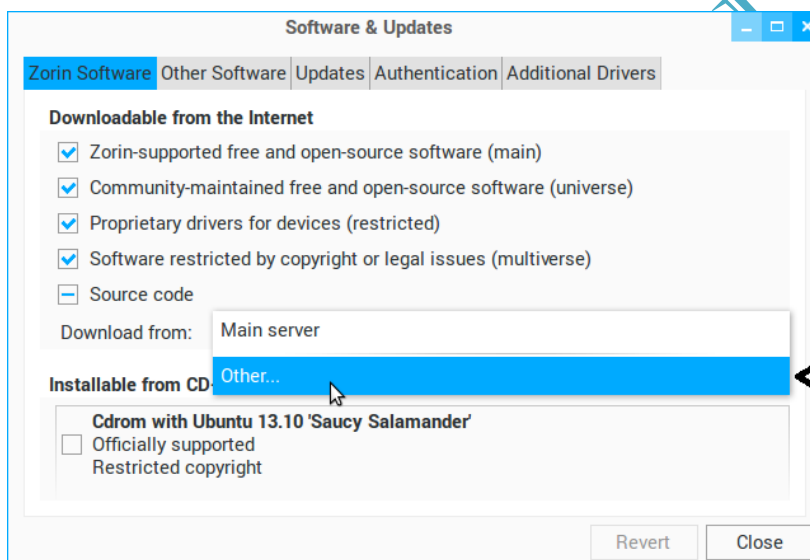 Software & Updates
Zorin Software Other Software Updates Authentication Additional Drivers
Downloadable from the Internet
Zorin-supported free and open-source software (main)
Community-maintained free and open-source software (universe)
Proprietary drivers for devices (restricted)
Software restricted by copyright or legal issues (multiverse)
Source code
Download from: Main server
Other...
Installable from CD-
Cdrom with Ubuntu 13.10 'Saucy Salamander'
Officially supported
Restricted copyright
Revert Close